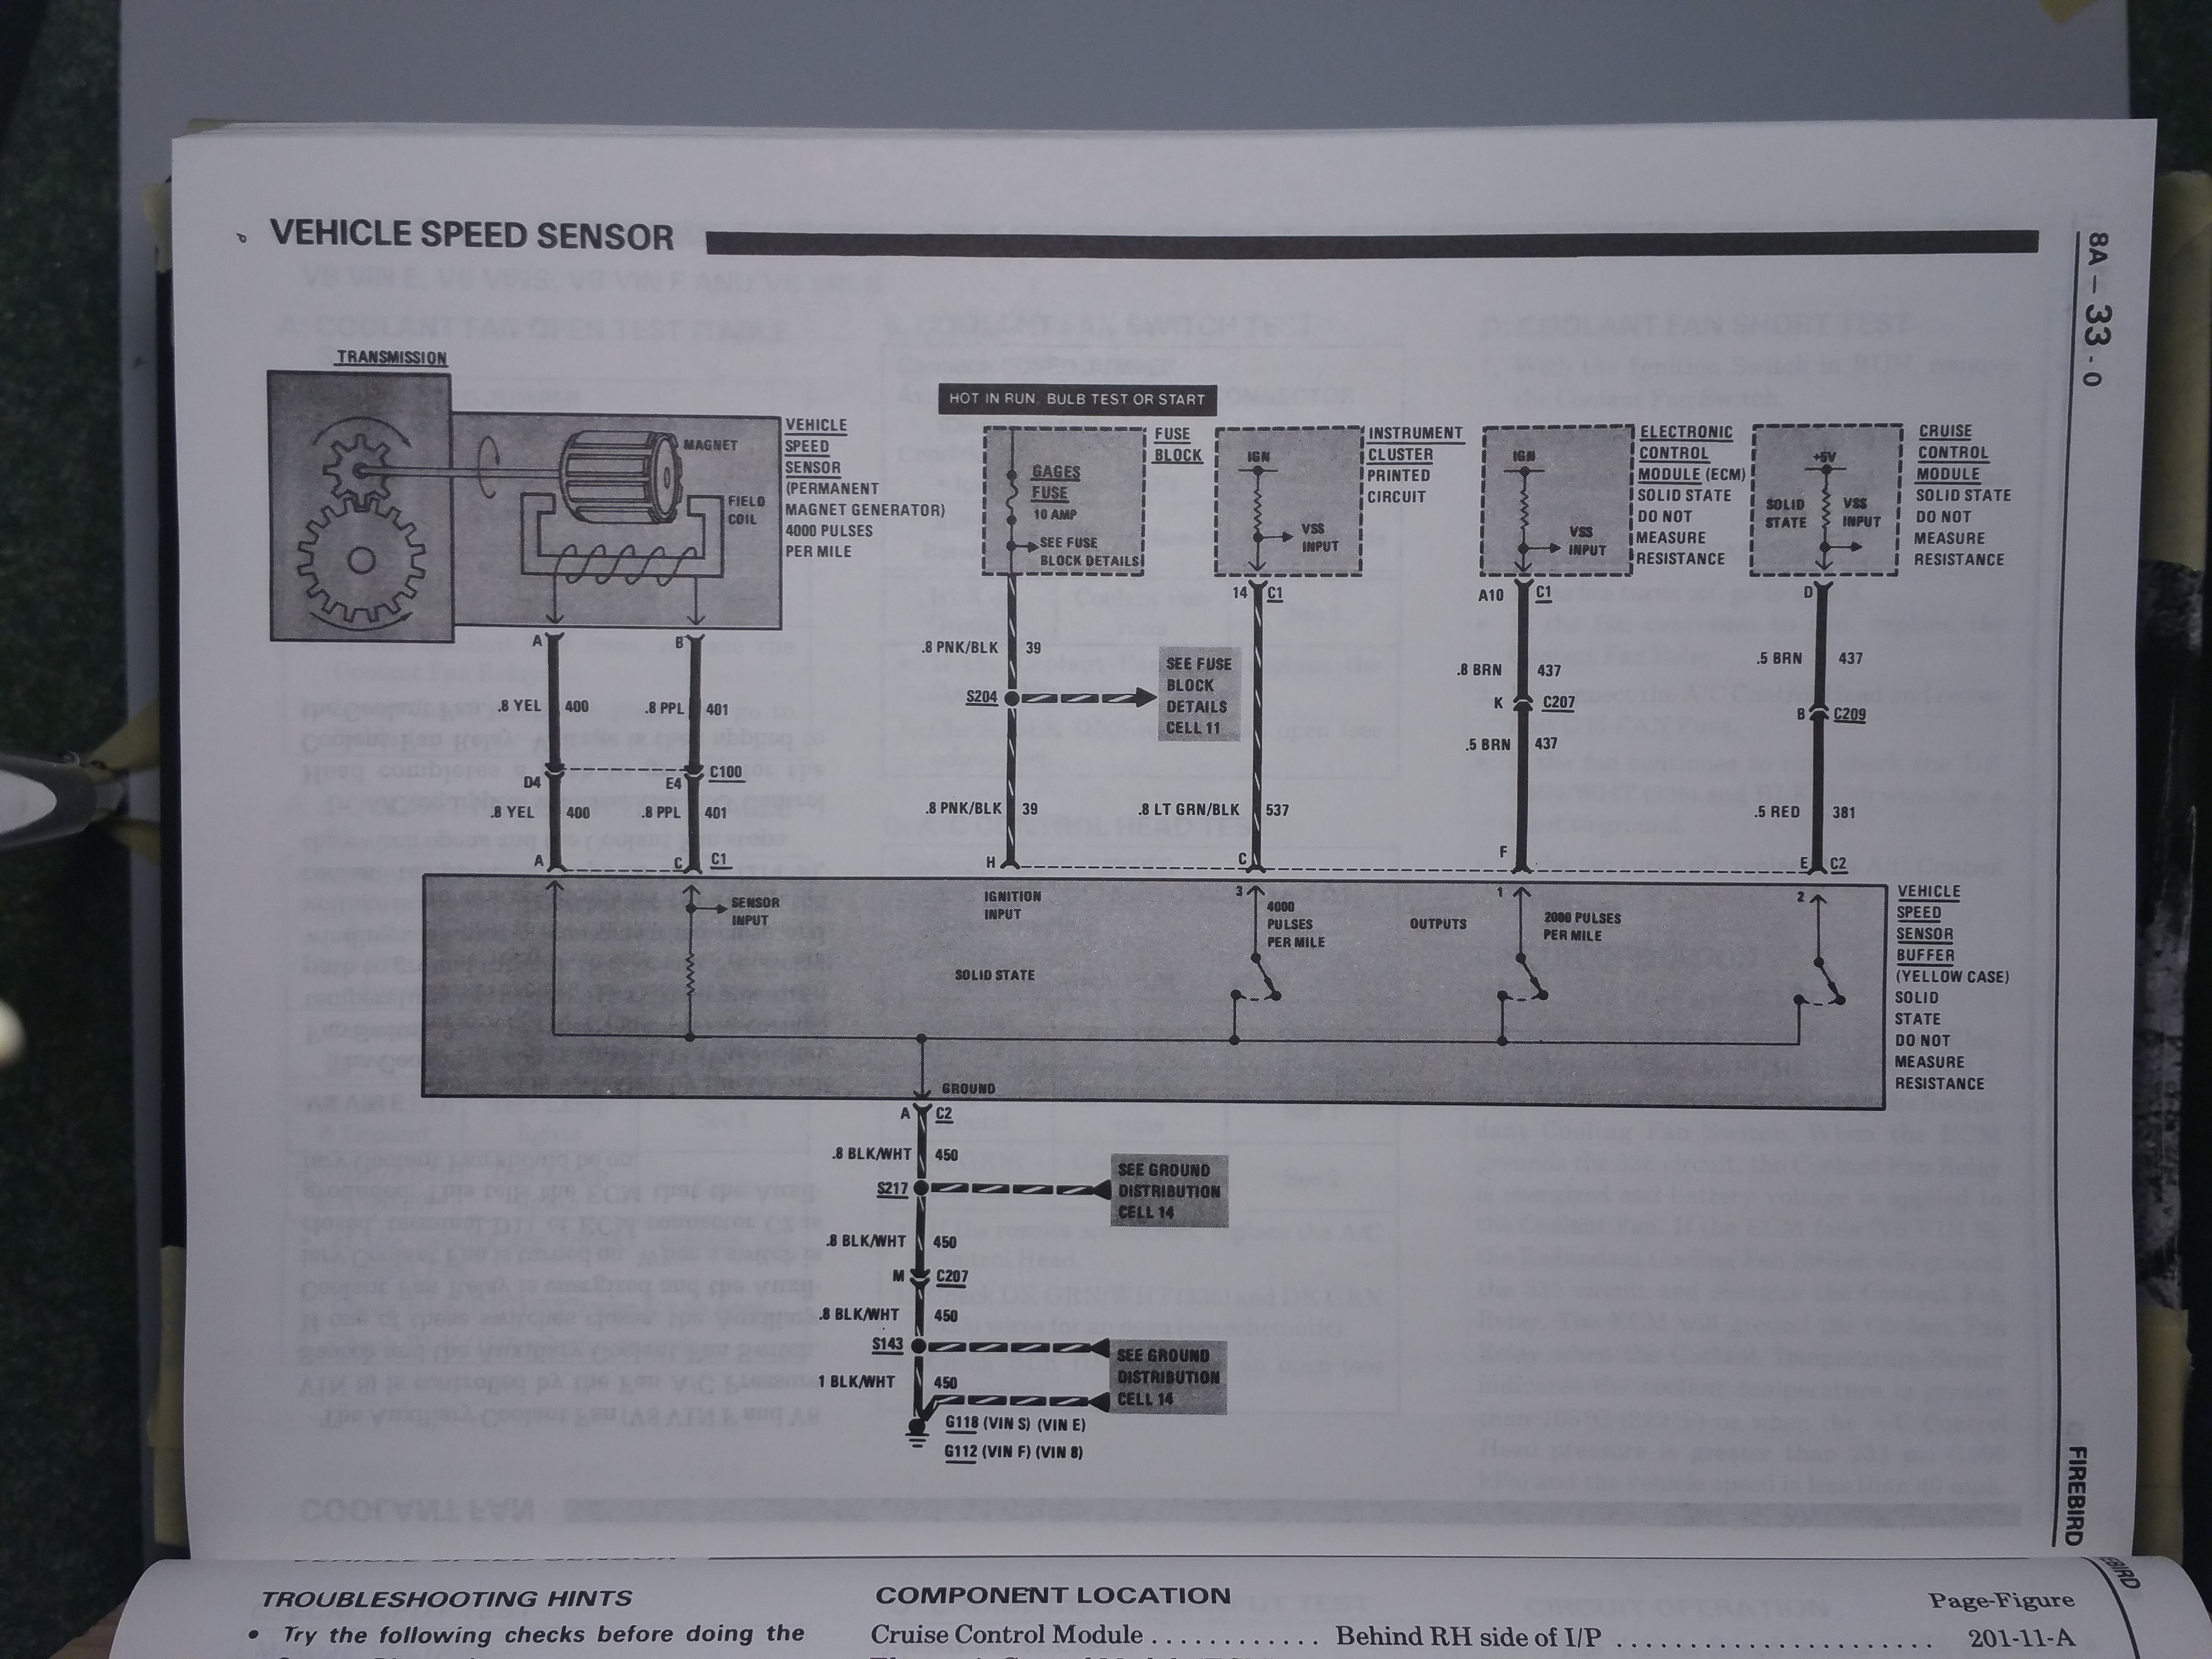 VEHICLE SPEED SENSOR
8A - 33 - 0
TRANSMISSION
MAGNET
FIELD
COIL
VEHICLE
SPEED
SENSOR
(PERMANENT
MAGNET GENERATOR)
4000 PULSES
PER MILE
HOT IN RUN, BULB TEST OR START
GAGES
FUSE
10 AMP
SEE FUSE
BLOCK DETAILS
FUSE
BLOCK
IGN
VSS
INPUT
INSTRUMENT
CLUSTER
PRINTED
CIRCUIT
IGN
VSS
INPUT
ELECTRONIC
CONTROL
MODULE (ECM)
SOLID STATE
DO NOT
MEASURE
RESISTANCE
+5V
SOLID
STATE
VSS
INPUT
CRUISE
CONTROL
MODULE
SOLID STATE
DO NOT
MEASURE
RESISTANCE
A B
14 C1
A10 C1
D
.8 YEL 400 .8 PPL 401
.8 PNK/BLK 39
S204
SEE FUSE
BLOCK
DETAILS
CELL 11
.8 BRN 437
K C207
.5 BRN 437
.5 BRN 437
B C209
D4 E4 C100
.8 YEL 400 .8 PPL 401
.8 PNK/BLK 39
.8 LT GRN/BLK 537
.5 RED 381
A C C1
H C F E C2
SENSOR
INPUT
IGNITION
INPUT
SOLID STATE
3
4000
PULSES
PER MILE
OUTPUTS
1
2000 PULSES
PER MILE
2
VEHICLE
SPEED
SENSOR
BUFFER
(YELLOW CASE)
SOLID
STATE
DO NOT
MEASURE
RESISTANCE
GROUND
A C2
.8 BLK/WHT 450
S217
SEE GROUND
DISTRIBUTION
CELL 14
.8 BLK/WHT 450
M C207
.8 BLK/WHT 450
S143
SEE GROUND
DISTRIBUTION
CELL 14
1 BLK/WHT 450
G118 (VIN S) (VIN E)
G112 (VIN F) (VIN 8)
FIREBIRD
TROUBLESHOOTING HINTS
• Try the following checks before doing the
COMPONENT LOCATION
Page-Figure
Cruise Control Module ............ Behind RH side of I/P ....................... 201-11-A